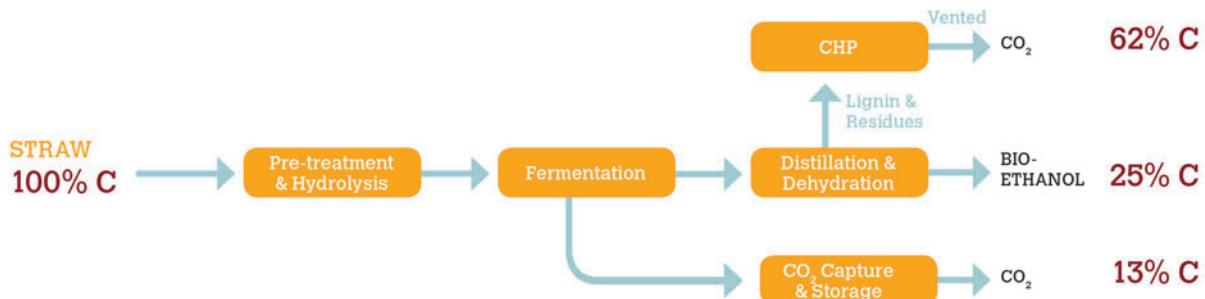 Vented
CHP
CO₂
62% C
Lignin &
Residues
STRAW
100% C
Pre-treatment
& Hydrolysis
Fermentation
Distillation &
Dehydration
BIO-
ETHANOL
25% C
CO₂ Capture
& Storage
CO₂
13% C